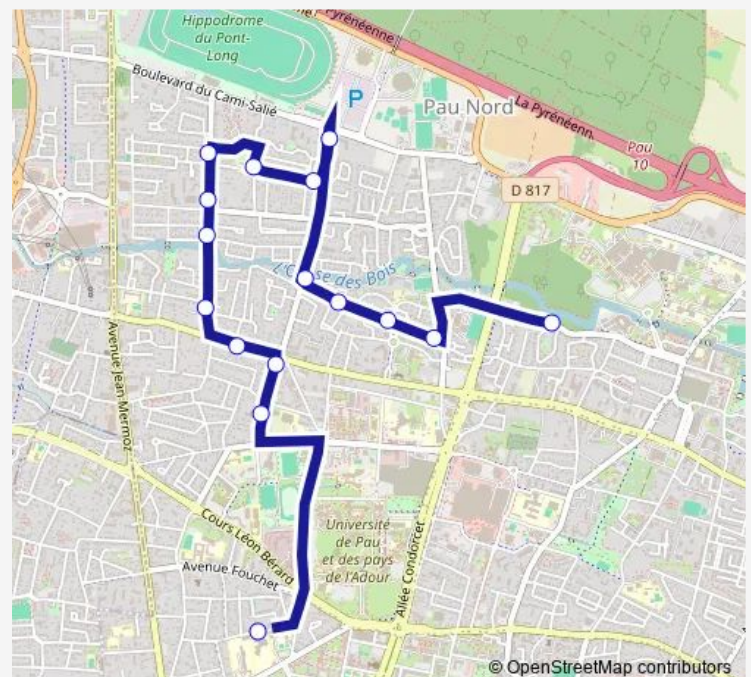 Hippodrome
du Pont-
Long
Pyrénéenne
Boulevard du Cami-Salié
P
Pau Nord
La Pyrénéenn
Pau
10
D 817
L'Ousse des Bois
Avenue Jean Mermoz
Cours Léon Bérard
Université
de Pau
et des pays
de l'Adour
Avenue Fouchet
Allée Condorcet
© OpenStreetMap contributors